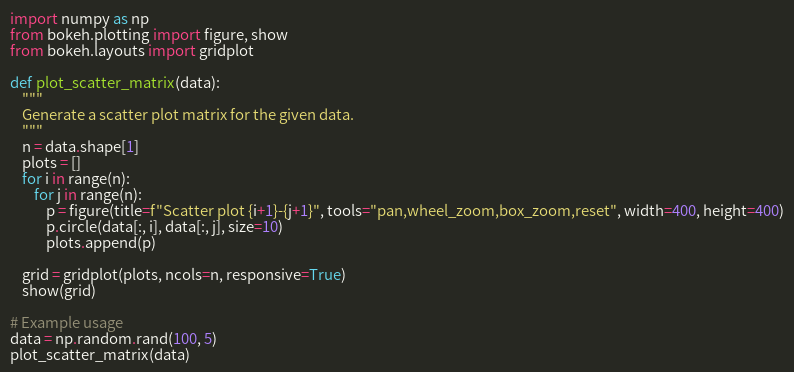 import numpy as np
from bokeh.plotting import figure, show
from bokeh.layouts import gridplot

def plot_scatter_matrix(data):
    """
    Generate a scatter plot matrix for the given data.
    """
    n = data.shape[1]
    plots = []
    for i in range(n):
        for j in range(n):
            p = figure(title=f"Scatter plot {i+1}-{j+1}", tools="pan,wheel_zoom,box_zoom,reset", width=400, height=400)
            p.circle(data[:, i], data[:, j], size=10)
            plots.append(p)

    grid = gridplot(plots, ncols=n, responsive=True)
    show(grid)

# Example usage
data = np.random.rand(100, 5)
plot_scatter_matrix(data)